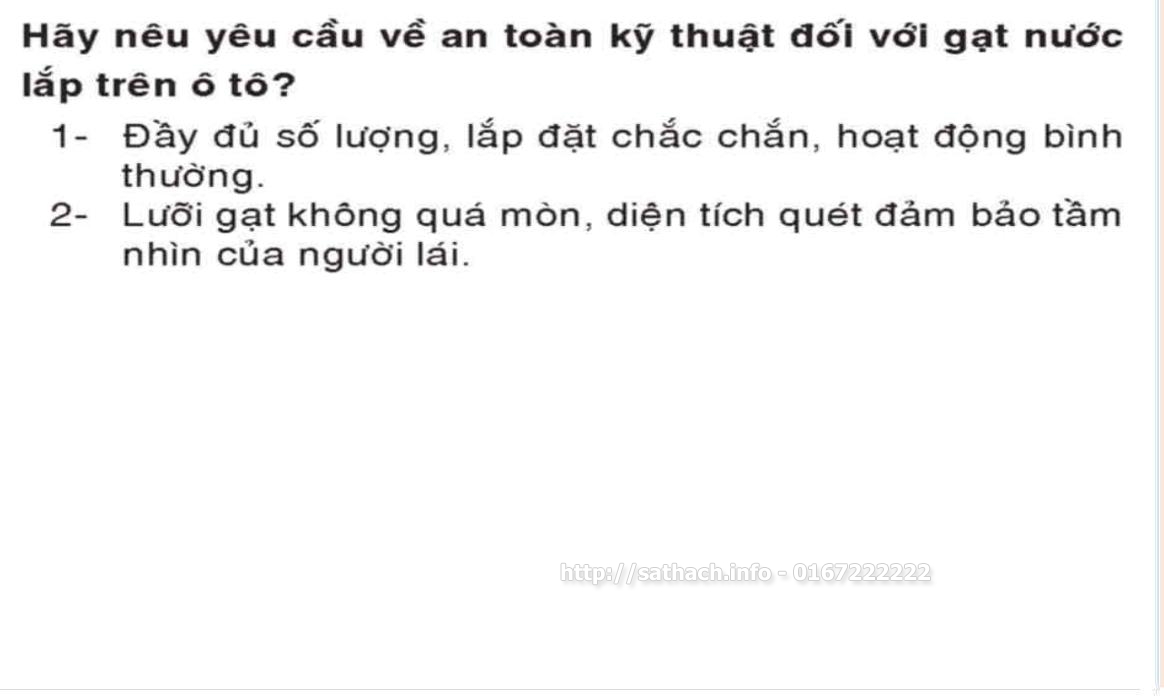 Hãy nêu yêu cầu về an toàn kỹ thuật đối với gạt nước
lắp trên ô tô?
1- Đầy đủ số lượng, lắp đặt chắc chắn, hoạt động bình
thường.
2- Lưỡi gạt không quá mòn, diện tích quét đảm bảo tầm
nhìn của người lái.
http://sathach.info - 0167222222